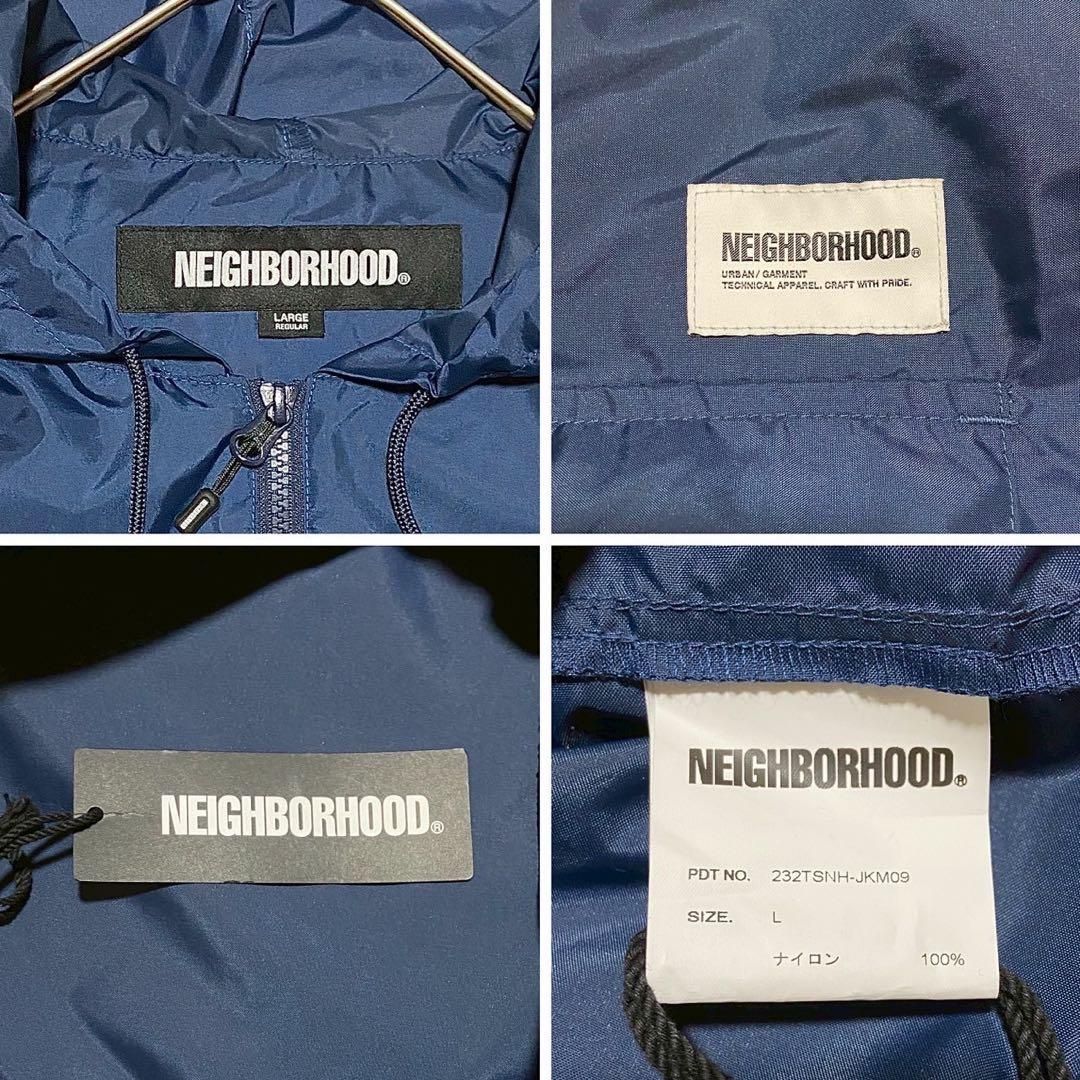 NEIGHBORHOOD®
LARGE
REGULAR
NEIGHBORHOOD®
URBAN/ GARMENT
TECHNICAL APPAREL. CRAFT WITH PRIDE.
NEIGHBORHOOD®
NEIGHBORHOOD®
PDT NO. 232TSNH-JKM09
SIZE. L
ナイロン 100%